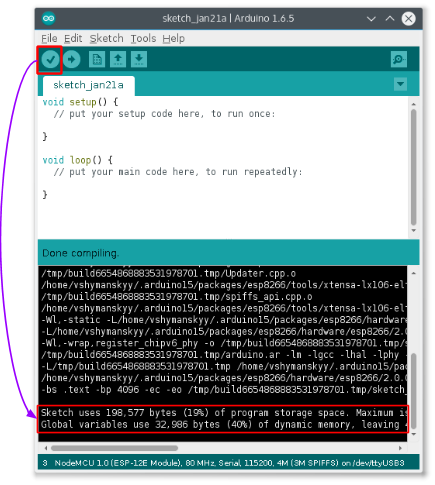 sketch_jan21a | Arduino 1.6.5
File Edit Sketch Tools Help
sketch_jan21a
void setup() {
// put your setup code here, to run once:
}
void loop() {
// put your main code here, to run repeatedly:
}
Done compiling.
/tmp/build6654868883531978701.tmp/Updater.cpp.o
/home/vshymanskyy/.arduino15/packages/esp8266/tools/xtensa-lx106-el
/tmp/build6654868883531978701.tmp/spiffs_api.cpp.o
/home/vshymanskyy/.arduino15/packages/esp8266/tools/xtensa-lx106-el
-Wl,-static -L/home/vshymanskyy/.arduino15/packages/esp8266/hardwar
-L/home/vshymanskyy/.arduino15/packages/esp8266/hardware/esp8266/2.0
-Wl,-wrap,register_chipv6_phy -o /tmp/build6654868883531978701.tmp/s
/tmp/build6654868883531978701.tmp/arduino.ar -lm -lgcc -lhal -lphy
-L/tmp/build6654868883531978701.tmp /home/vshymanskyy/.arduino15/pac
/home/vshymanskyy/.arduino15/packages/esp8266/hardware/esp8266/2.0.0
-bs .text -bp 4096 -ec -eo /tmp/build6654868883531978701.tmp/sketch_
Sketch uses 198,577 bytes (19%) of program storage space. Maximum is
Global variables use 32,986 bytes (40%) of dynamic memory, leaving 4
3 NodeMCU 1.0 (ESP-12E Module), 80 MHz, Serial, 115200, 4M (3M SPIFFS) on /dev/ttyUSB3